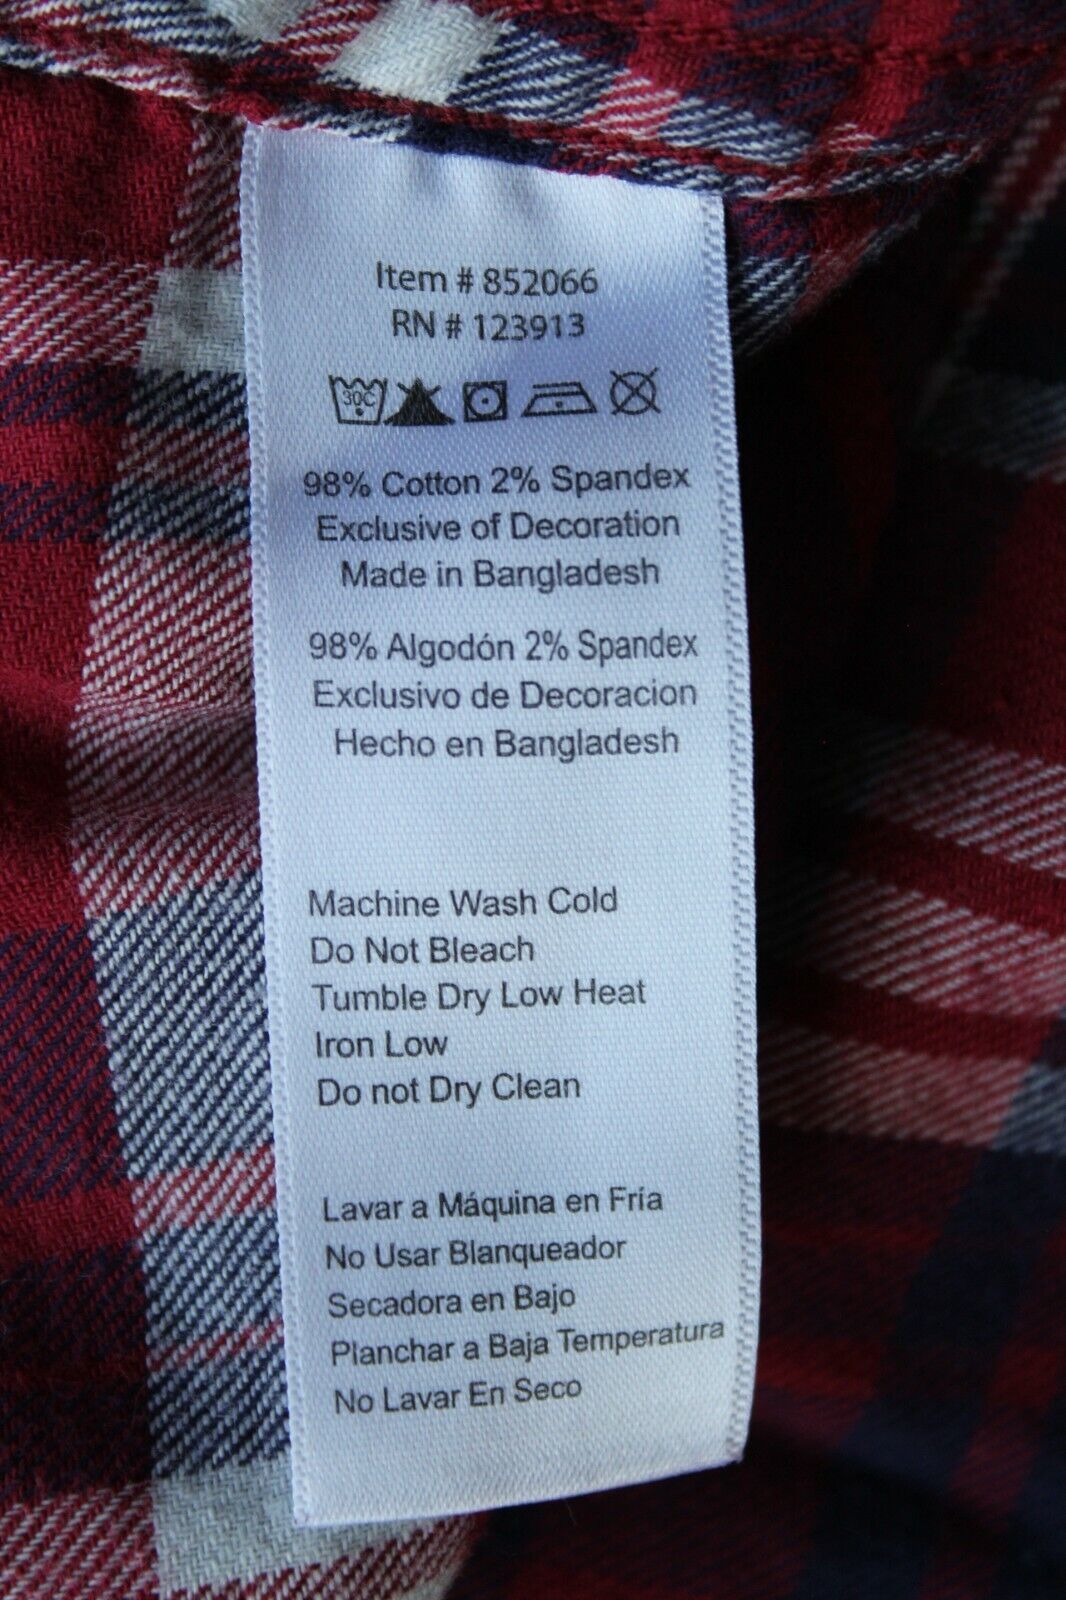 Item # 852066
RN # 123913
30C
98% Cotton 2% Spandex
Exclusive of Decoration
Made in Bangladesh
98% Algodón 2% Spandex
Exclusivo de Decoracion
Hecho en Bangladesh
Machine Wash Cold
Do Not Bleach
Tumble Dry Low Heat
Iron Low
Do not Dry Clean
Lavar a Máquina en Fría
No Usar Blanqueador
Secadora en Bajo
Planchar a Baja Temperatura
No Lavar En Seco